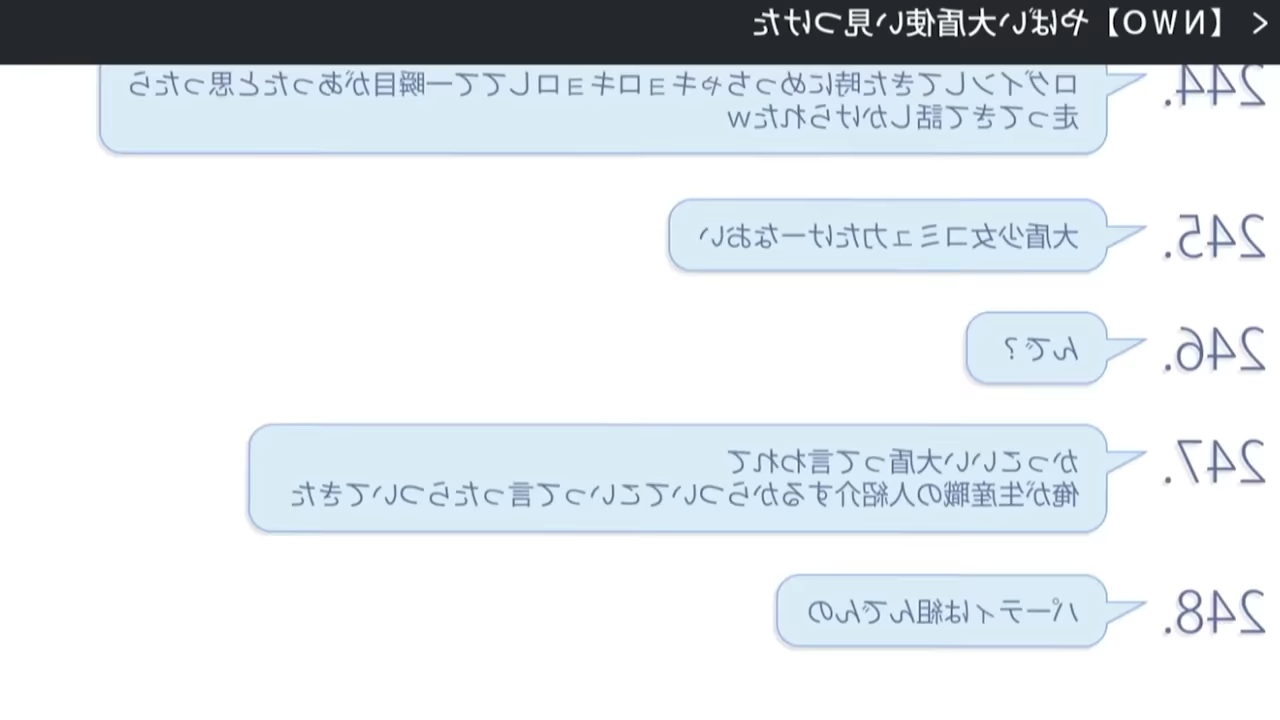 < 【NWO】やばい大盾使い見つけた
244.
ログインしてきた時にめっちゃキョロキョロしてて一瞬目があったと思ったら
走ってきて話しかけられたw
245.
大盾少女コミュ力たけーなおい
246.
んで?
247.
かっこいい大盾って言われて
俺が生産職の人紹介するからついてこいって言ったらついてきた
248.
パーティは組んでんの